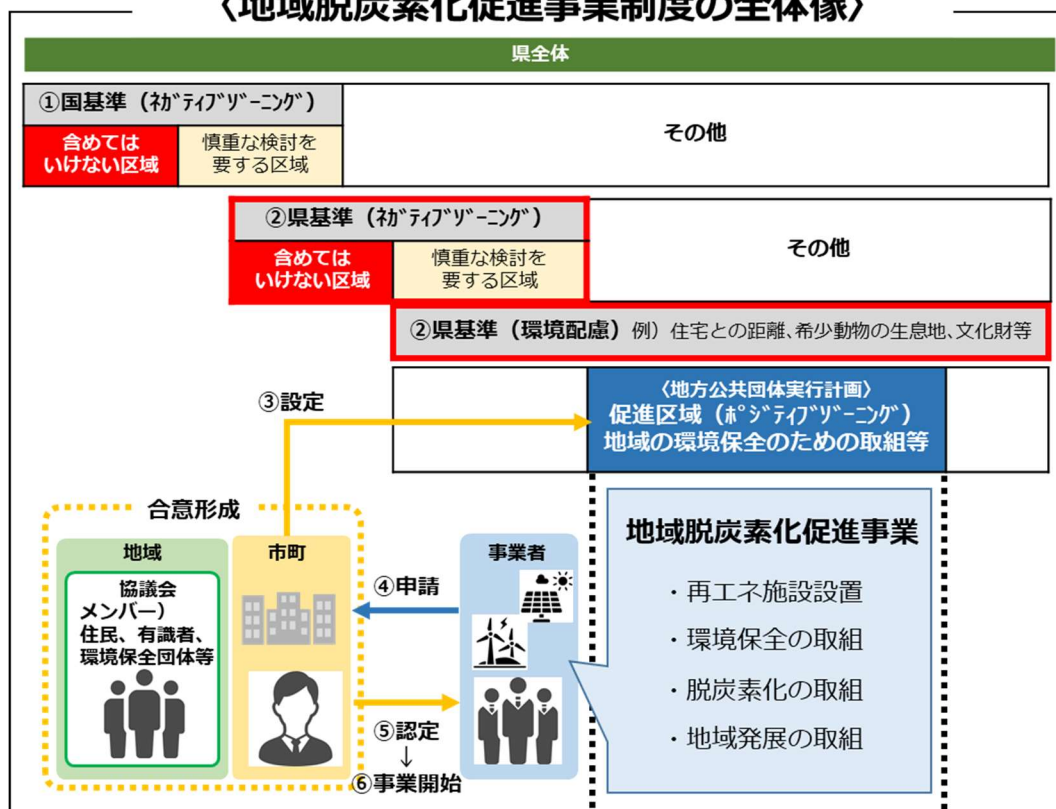 〈地域脱炭素化促進事業制度の全体像〉
県全体
①国基準（ﾈｶﾞﾃｨﾌﾞｿﾞｰﾆﾝｸﾞ）
含めては
いけない区域
慎重な検討を
要する区域
その他
②県基準（ﾈｶﾞﾃｨﾌﾞｿﾞｰﾆﾝｸﾞ）
含めては
いけない区域
慎重な検討を
要する区域
その他
②県基準（環境配慮）例）住宅との距離、希少動物の生息地、文化財等
③設定
〈地方公共団体実行計画〉
促進区域（ﾎﾟｼﾞﾃｨﾌﾞｿﾞｰﾆﾝｸﾞ）
地域の環境保全のための取組等
合意形成
地域
協議会
メンバー）
住民、有識者、
環境保全団体等
市町
④申請
事業者
⑤認定
↓
⑥事業開始
地域脱炭素化促進事業
・再エネ施設設置
・環境保全の取組
・脱炭素化の取組
・地域発展の取組